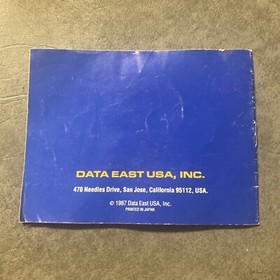 DATA EAST USA, INC.
470 Needles Drive, San Jose, California 95112, USA.
© 1987 Data East USA, Inc.
PRINTED IN JAPAN